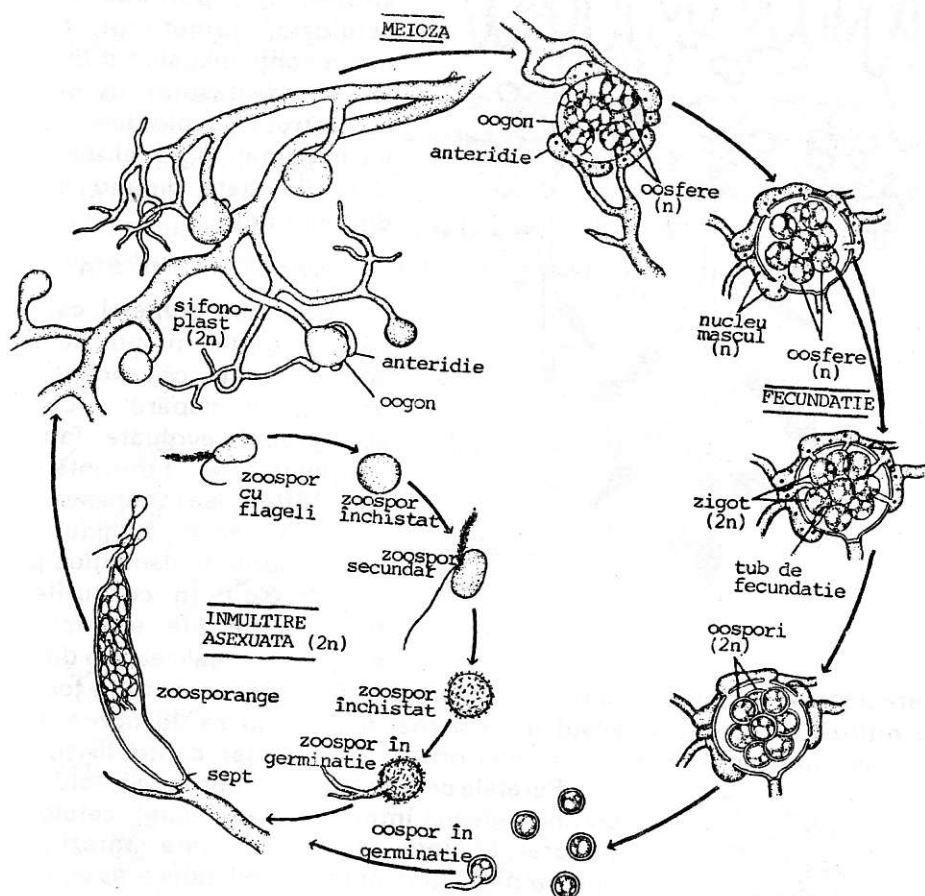 MEIOZA
oogon
anteridie
oosfere
(n)
sifono-
plast
(2n)
anteridie
oogon
nucleu
mascul
(n)
oosfere
(n)
FECUNDATIE
zoospor
cu
flageli
zoospor
închistat
zoospor
secundar
zigot
(2n)
tub de
fecundatie
INMULTIRE
ASEXUATA (2n)
zoosporange
oospori
(2n)
zoospor
închistat
zoospor în
germinatie
sept
oospor în
germinatie